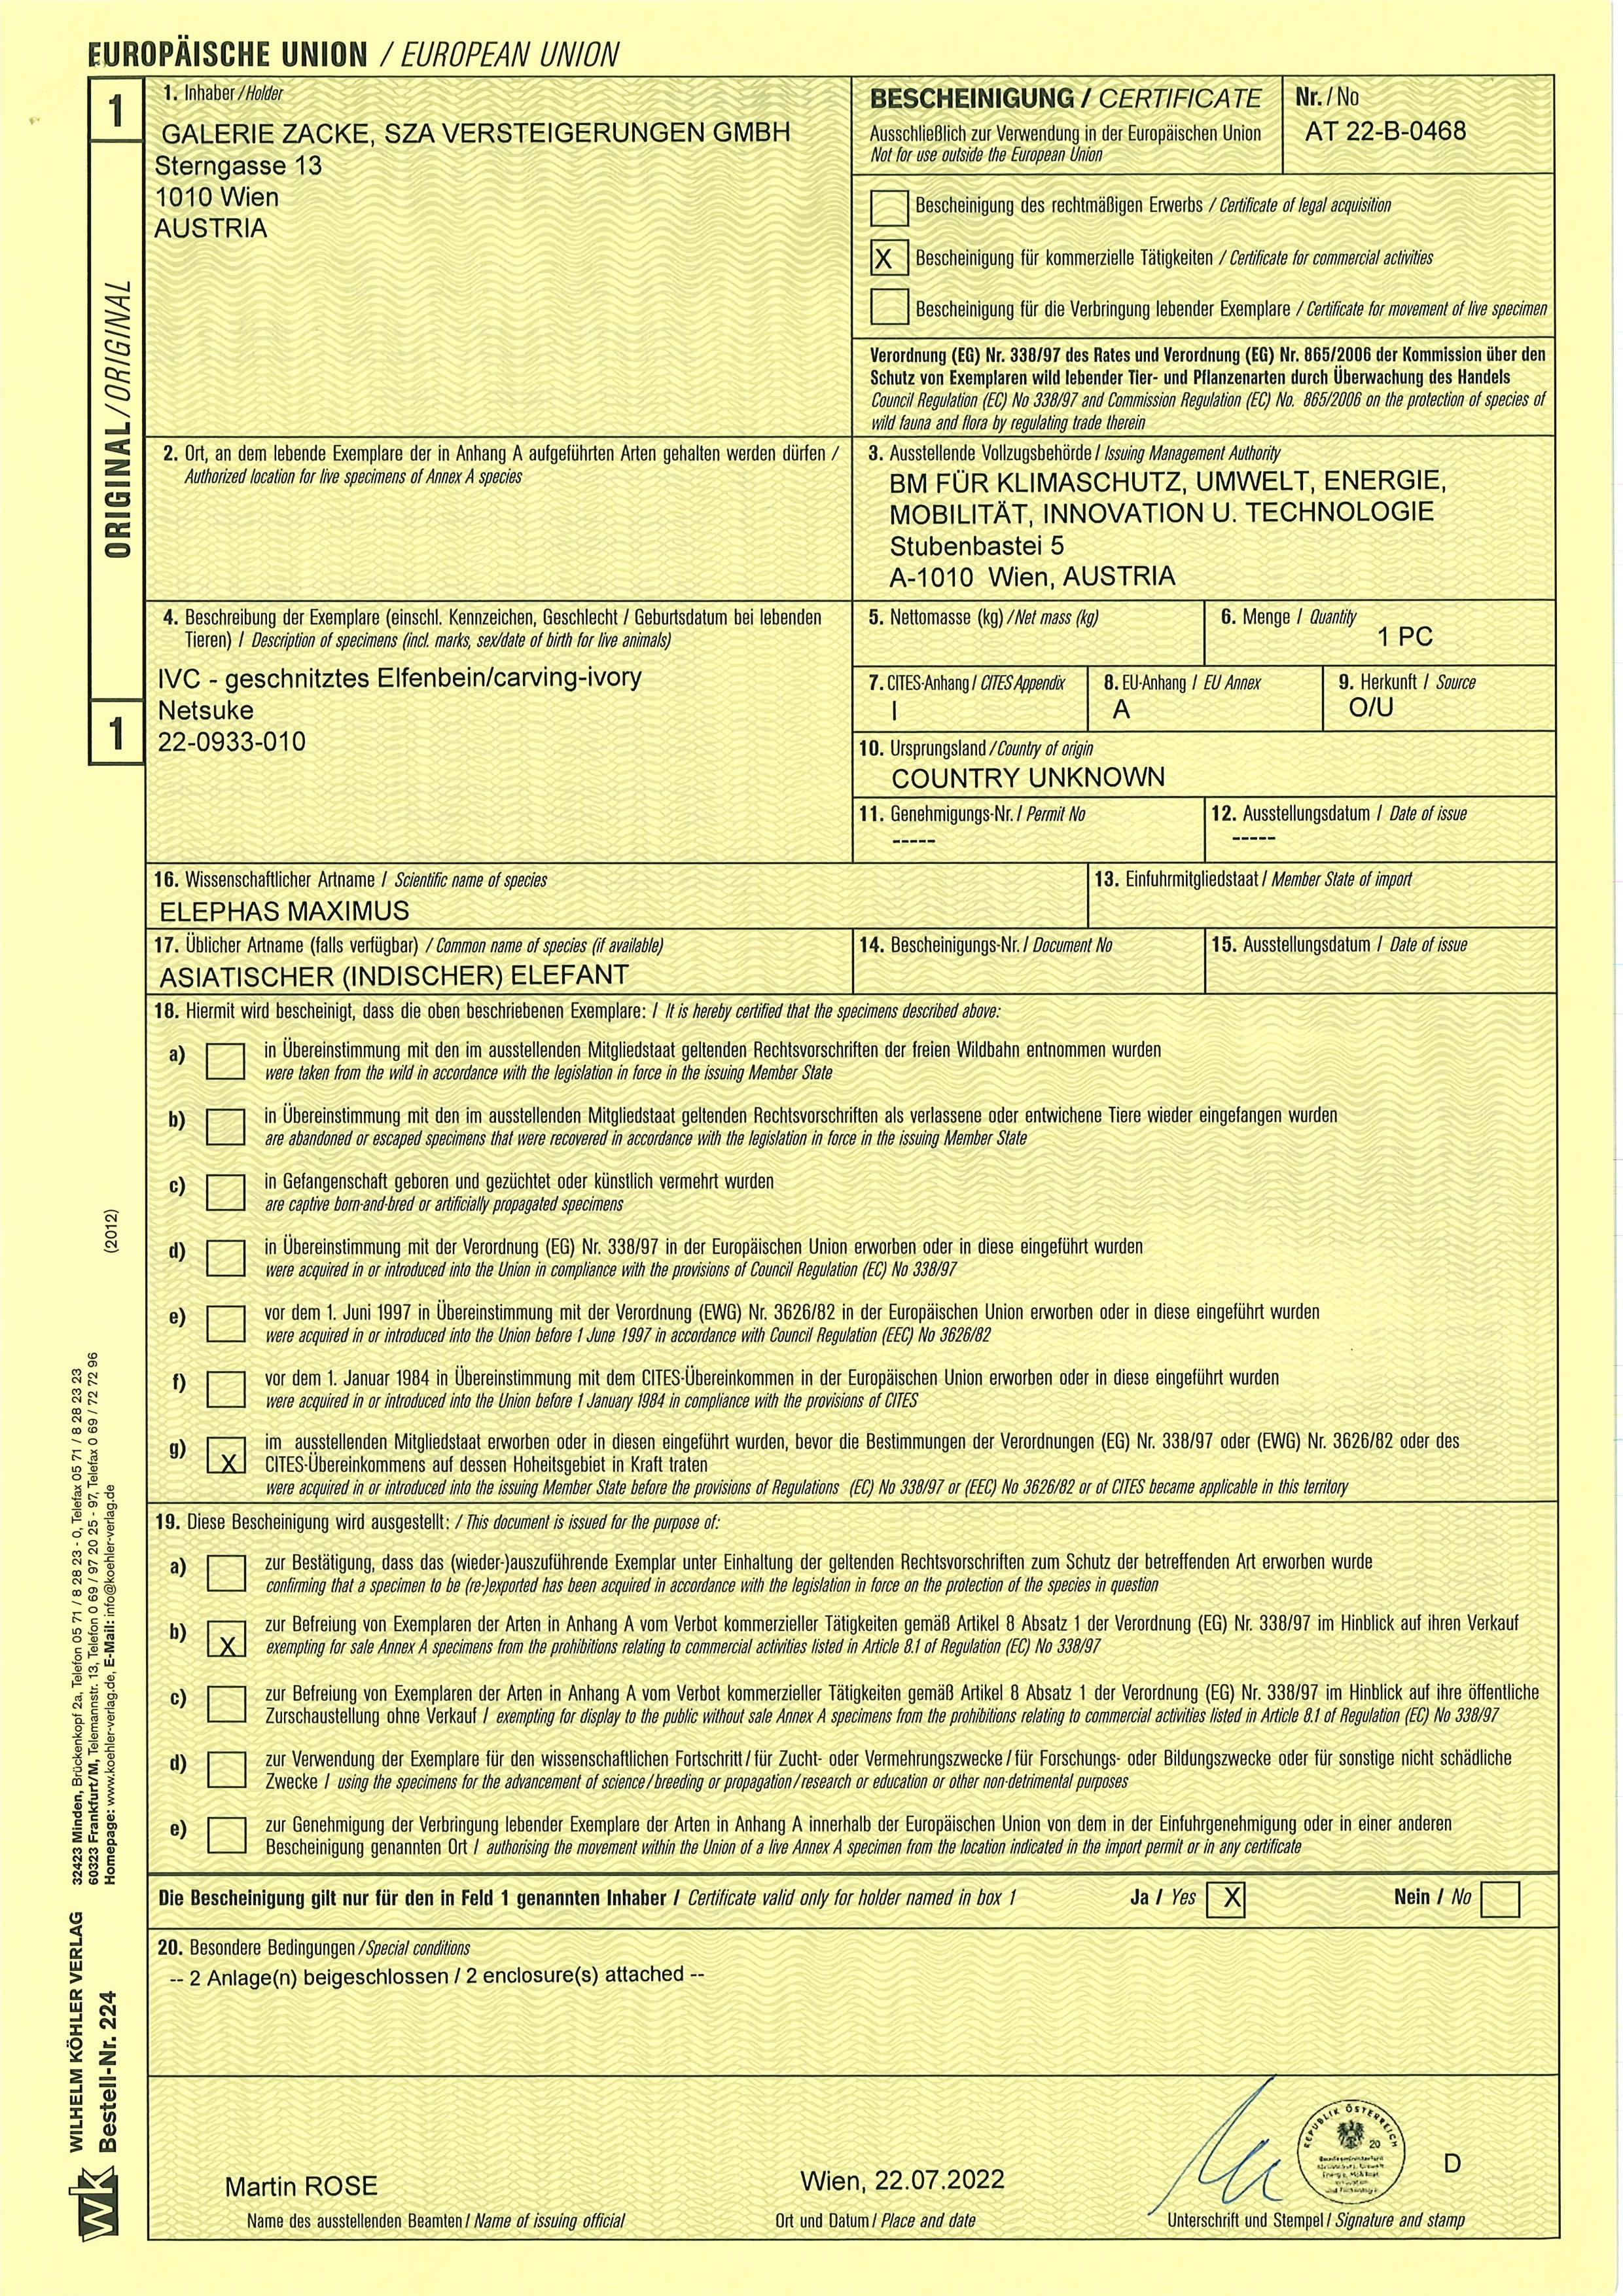 EUROPÄISCHE UNION / EUROPEAN UNION
1
ORIGINAL / ORIGINAL
1
1. Inhaber / Holder
GALERIE ZACKE, SZA VERSTEIGERUNGEN GMBH
Sterngasse 13
1010 Wien
AUSTRIA
BESCHEINIGUNG / CERTIFICATE
Ausschließlich zur Verwendung in der Europäischen Union
Not for use outside the European Union
Nr. / No
AT 22-B-0468
Bescheinigung des rechtmäßigen Erwerbs / Certificate of legal acquisition
X Bescheinigung für kommerzielle Tätigkeiten / Certificate for commercial activities
Bescheinigung für die Verbringung lebender Exemplare / Certificate for movement of live specimen
Verordnung (EG) Nr. 338/97 des Rates und Verordnung (EG) Nr. 865/2006 der Kommission über den
Schutz von Exemplaren wild lebender Tier- und Pflanzenarten durch Überwachung des Handels
Council Regulation (EC) No 338/97 and Commission Regulation (EC) No. 865/2006 on the protection of species of
wild fauna and flora by regulating trade therein
2. Ort, an dem lebende Exemplare der in Anhang A aufgeführten Arten gehalten werden dürfen /
Authorized location for live specimens of Annex A species
3. Ausstellende Vollzugsbehörde / Issuing Management Authority
BM FÜR KLIMASCHUTZ, UMWELT, ENERGIE,
MOBILITÄT, INNOVATION U. TECHNOLOGIE
Stubenbastei 5
A-1010 Wien, AUSTRIA
4. Beschreibung der Exemplare (einschl. Kennzeichen, Geschlecht / Geburtsdatum bei lebenden
Tieren) / Description of specimens (incl. marks, sex/date of birth for live animals)
IVC - geschnitztes Elfenbein/carving-ivory
Netsuke
22-0933-010
5. Nettomasse (kg) / Net mass (kg)
6. Menge / Quantity
1 PC
7. CITES-Anhang / CITES Appendix
I
8. EU-Anhang / EU Annex
A
9. Herkunft / Source
O/U
10. Ursprungsland / Country of origin
COUNTRY UNKNOWN
11. Genehmigungs-Nr. / Permit No
-----
12. Ausstellungsdatum / Date of issue
-----
16. Wissenschaftlicher Artname / Scientific name of species
ELEPHAS MAXIMUS
13. Einfuhrmitgliedstaat / Member State of import
17. Üblicher Artname (falls verfügbar) / Common name of species (if available)
ASIATISCHER (INDISCHER) ELEFANT
14. Bescheinigungs-Nr. / Document No
15. Ausstellungsdatum / Date of issue
18. Hiermit wird bescheinigt, dass die oben beschriebenen Exemplare: / It is hereby certified that the specimens described above:
a) in Übereinstimmung mit den im ausstellenden Mitgliedstaat geltenden Rechtsvorschriften der freien Wildbahn entnommen wurden
were taken from the wild in accordance with the legislation in force in the issuing Member State
b) in Übereinstimmung mit den im ausstellenden Mitgliedstaat geltenden Rechtsvorschriften als verlassene oder entwichene Tiere wieder eingefangen wurden
are abandoned or escaped specimens that were recovered in accordance with the legislation in force in the issuing Member State
c) in Gefangenschaft geboren und gezüchtet oder künstlich vermehrt wurden
are captive born-and-bred or artificially propagated specimens
d) in Übereinstimmung mit der Verordnung (EG) Nr. 338/97 in der Europäischen Union erworben oder in diese eingeführt wurden
were acquired in or introduced into the Union in compliance with the provisions of Council Regulation (EC) No 338/97
e) vor dem 1. Juni 1997 in Übereinstimmung mit der Verordnung (EWG) Nr. 3626/82 in der Europäischen Union erworben oder in diese eingeführt wurden
were acquired in or introduced into the Union before 1 June 1997 in accordance with Council Regulation (EEC) No 3626/82
f) vor dem 1. Januar 1984 in Übereinstimmung mit dem CITES-Übereinkommen in der Europäischen Union erworben oder in diese eingeführt wurden
were acquired in or introduced into the Union before 1 January 1984 in compliance with the provisions of CITES
g) X im ausstellenden Mitgliedstaat erworben oder in diesen eingeführt wurden, bevor die Bestimmungen der Verordnungen (EG) Nr. 338/97 oder (EWG) Nr. 3626/82 oder des
CITES-Übereinkommens auf dessen Hoheitsgebiet in Kraft traten
were acquired in or introduced into the issuing Member State before the provisions of Regulations (EC) No 338/97 or (EEC) No 3626/82 or of CITES became applicable in this territory
19. Diese Bescheinigung wird ausgestellt: / This document is issued for the purpose of:
a) zur Bestätigung, dass das (wieder-)auszuführende Exemplar unter Einhaltung der geltenden Rechtsvorschriften zum Schutz der betreffenden Art erworben wurde
confirming that a specimen to be (re-)exported has been acquired in accordance with the legislation in force on the protection of the species in question
b) X zur Befreiung von Exemplaren der Arten in Anhang A vom Verbot kommerzieller Tätigkeiten gemäß Artikel 8 Absatz 1 der Verordnung (EG) Nr. 338/97 im Hinblick auf ihren Verkauf
exempting for sale Annex A specimens from the prohibitions relating to commercial activities listed in Article 8.1 of Regulation (EC) No 338/97
c) zur Befreiung von Exemplaren der Arten in Anhang A vom Verbot kommerzieller Tätigkeiten gemäß Artikel 8 Absatz 1 der Verordnung (EG) Nr. 338/97 im Hinblick auf ihre öffentliche
Zurschaustellung ohne Verkauf / exempting for display to the public without sale Annex A specimens from the prohibitions relating to commercial activities listed in Article 8.1 of Regulation (EC) No 338/97
d) zur Verwendung der Exemplare für den wissenschaftlichen Fortschritt / für Zucht- oder Vermehrungszwecke / für Forschungs- oder Bildungszwecke oder für sonstige nicht schädliche
Zwecke / using the specimens for the advancement of science / breeding or propagation / research or education or other non-detrimental purposes
e) zur Genehmigung der Verbringung lebender Exemplare der Arten in Anhang A innerhalb der Europäischen Union von dem in der Einfuhrgenehmigung oder in einer anderen
Bescheinigung genannten Ort / authorising the movement within the Union of a live Annex A specimen from the location indicated in the import permit or in any certificate
Die Bescheinigung gilt nur für den in Feld 1 genannten Inhaber / Certificate valid only for holder named in box 1 Ja / Yes X Nein / No
20. Besondere Bedingungen / Special conditions
-- 2 Anlage(n) beigeschlossen / 2 enclosure(s) attached --
Martin ROSE
Name des ausstellenden Beamten / Name of issuing official
Wien, 22.07.2022
Ort und Datum / Place and date
REPUBLIK ÖSTERREICH
20
D
Unterschrift und Stempel / Signature and stamp
(2012)
wk
WILHELM KÖHLER VERLAG
Bestell-Nr. 224
32423 Minden, Brückenkopf 2a, Telefon 05 71 / 8 28 23 - 0, Telefax 05 71 / 8 28 23 23
60323 Frankfurt/M, Telemannstr. 13, Telefon 0 69 / 97 20 25 - 97, Telefax 0 69 / 72 72 96
Homepage: www.koehler-verlag.de, E-Mail: info@koehler-verlag.de